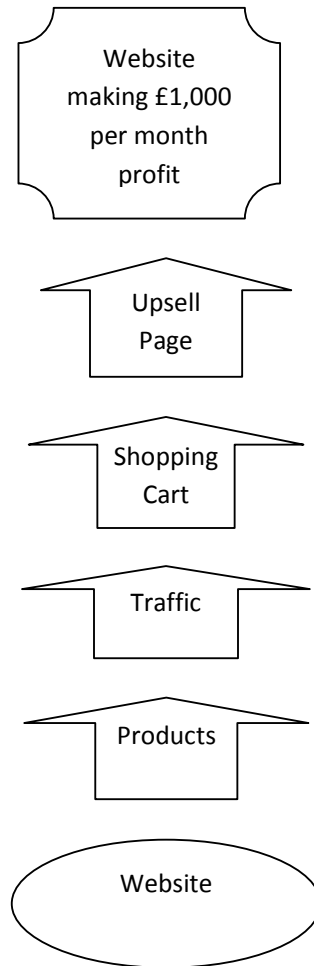 Website
making £1,000
per month
profit
Upsell
Page
Shopping
Cart
Traffic
Products
Website